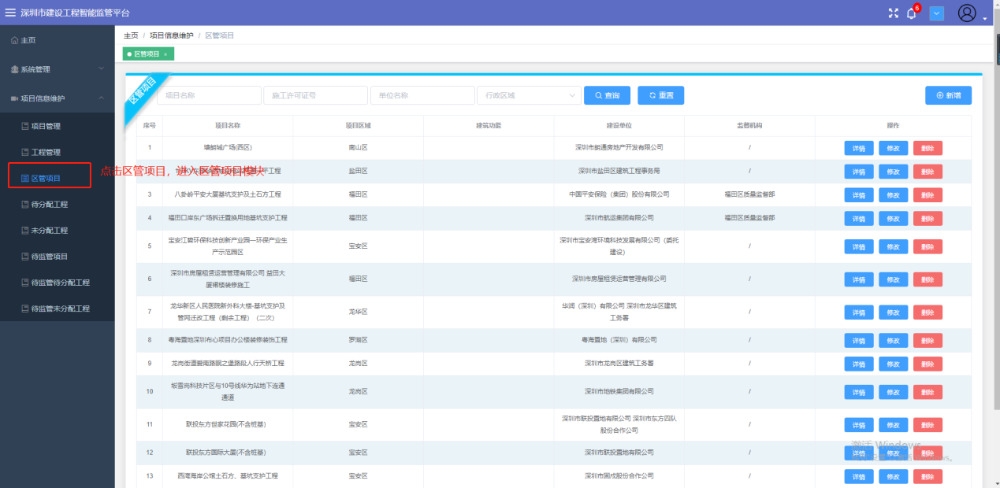 深圳市建设工程智能监管平台
6
主页
系统管理
项目信息维护
项目管理
工程管理
区管项目
待分配工程
未分配工程
待监管项目
待监管待分配工程
待监管未分配工程
主页 / 项目信息维护 / 区管项目
区管项目 ×
区管项目
项目名称 施工许可证号 单位名称 行政区域 查询 重置 新增
序号 项目名称 项目区域 建筑功能 建设单位 监督机构 操作
1 塘朗城广场(西区) 南山区 深圳市朗通房地产开发有限公司 / 详情 修改 删除
点击区管项目，进入区管项目模块
2 平工程 盐田区 深圳市盐田区建筑工程事务局 / 详情 修改 删除
3 八卦岭平安大厦基坑支护及土石方工程 福田区 中国平安保险（集团）股份有限公司 福田区质量监督部 详情 修改 删除
4 福田口岸东广场拆迁置换用地基坑支护工程 福田区 深圳市航运集团有限公司 福田区质量监督部 详情 修改 删除
5 宝安江碧环保科技创新产业园—环保产业生 宝安区 深圳市宝安湾环境科技发展有限公司（委托 / 详情 修改 删除
产示范园区 建设）
6 深圳市房屋租赁运营管理有限公司 益田大 福田区 深圳市房屋租赁运营管理有限公司 / 详情 修改 删除
厦裙楼装修施工
7 龙华新区人民医院新外科大楼-基坑支护及 龙华区 华润（深圳）有限公司 深圳市龙华区建筑 / 详情 修改 删除
管网迁改工程（剩余工程）（二次） 工务署
8 粤海置地深圳布心项目办公楼装修装饰工程 罗湖区 粤海置地（深圳）有限公司 / 详情 修改 删除
9 龙岗街道爱南路靓之堡路段人行天桥工程 龙岗区 深圳市龙岗区建筑工务署 / 详情 修改 删除
10 坂雪岗科技片区与10号线华为站地下连通 龙岗区 深圳市地铁集团有限公司 / 详情 修改 删除
通道
11 联投东方世家花园(不含桩基) 宝安区 深圳市联投置地有限公司 深圳市东方四队 / 详情 修改 删除
股份合作公司
12 联投东方国际大厦(不含桩基) 宝安区 深圳市联投置地有限公司 / 详情 修改 删除
激活 Windows
13 西湾海岸公馆土石方、基坑支护工程 宝安区 深圳市固戍股份合作公司 / 详情 修改 删除